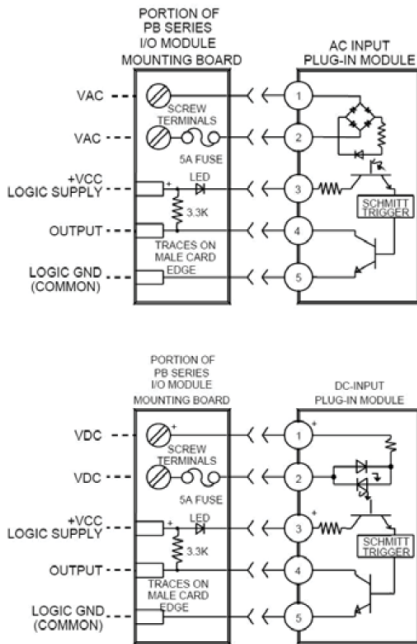 PORTION OF
PB SERIES
I/O MODULE
MOUNTING BOARD
AC INPUT
PLUG-IN MODULE
VAC
1
SCREW
TERMINALS
VAC
2
5A FUSE
+VCC
LOGIC SUPPLY
+
LED
3
3.3K
SCHMITT
TRIGGER
OUTPUT
4
TRACES ON
MALE CARD
EDGE
LOGIC GND
(COMMON)
5
PORTION OF
PB SERIES
I/O MODULE
MOUNTING BOARD
DC-INPUT
PLUG-IN MODULE
VDC
+
1
+
SCREW
TERMINALS
VDC
2
5A FUSE
+VCC
LOGIC SUPPLY
+
LED
3
+
3.3K
SCHMITT
TRIGGER
OUTPUT
4
TRACES ON
MALE CARD
EDGE
LOGIC GND
(COMMON)
5